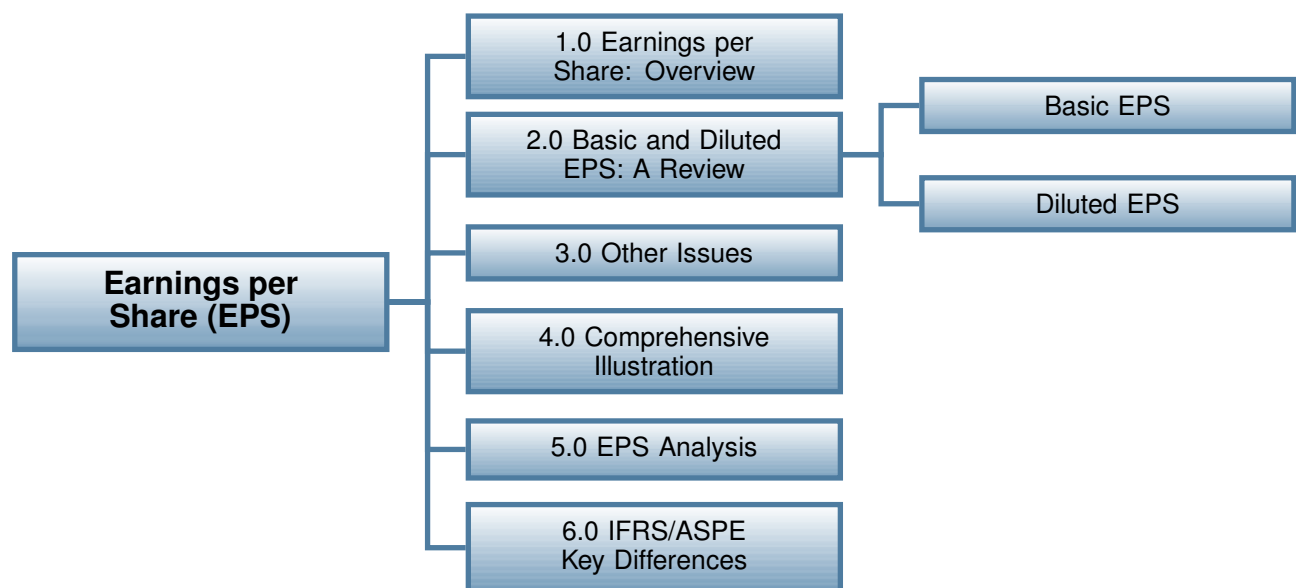 Earnings per
Share (EPS)
1.0 Earnings per
Share: Overview
2.0 Basic and Diluted
EPS: A Review
Basic EPS
Diluted EPS
3.0 Other Issues
4.0 Comprehensive
Illustration
5.0 EPS Analysis
6.0 IFRS/ASPE
Key Differences